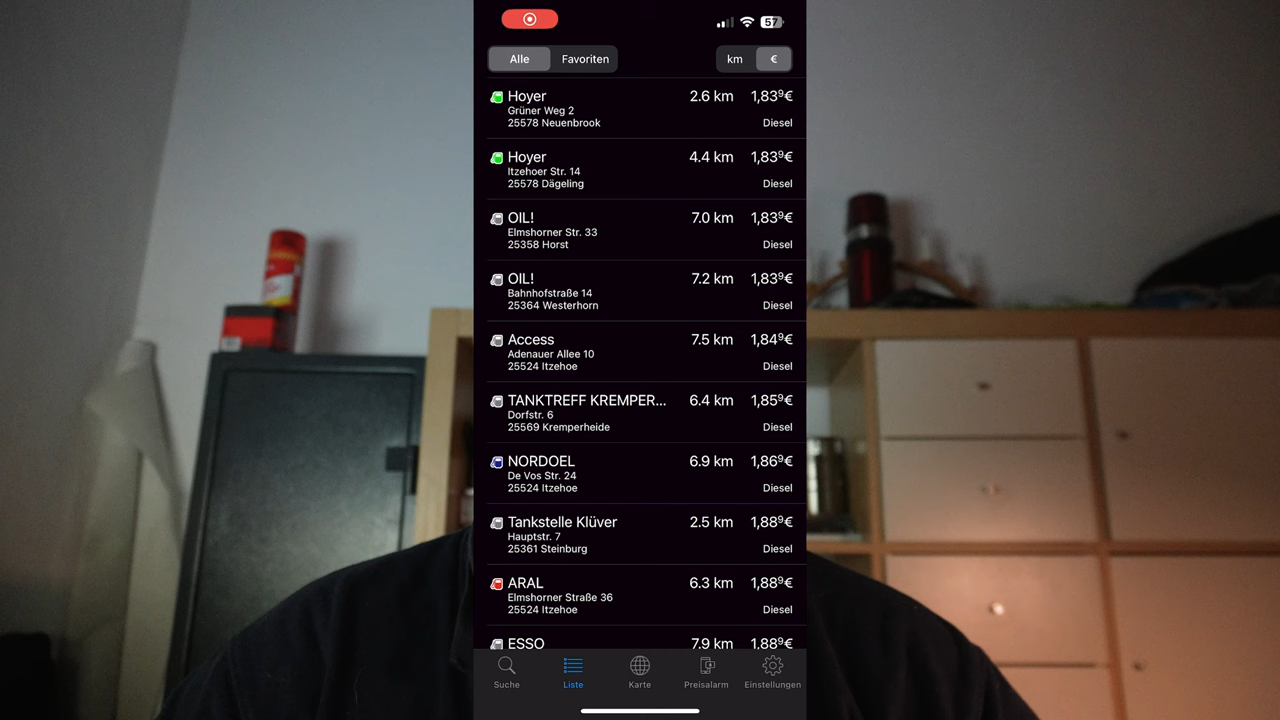 57
Alle Favoriten km €
Hoyer 2.6 km 1,83⁹€
Grüner Weg 2
25578 Neuenbrook Diesel
Hoyer 4.4 km 1,83⁹€
Itzehoer Str. 14
25578 Dägeling Diesel
OIL! 7.0 km 1,83⁹€
Elmshorner Str. 33
25358 Horst Diesel
OIL! 7.2 km 1,83⁹€
Bahnhofstraße 14
25364 Westerhorn Diesel
Access 7.5 km 1,84⁹€
Adenauer Allee 10
25524 Itzehoe Diesel
TANKTREFF KREMPER... 6.4 km 1,85⁹€
Dorfstr. 6
25569 Kremperheide Diesel
NORDOEL 6.9 km 1,86⁹€
De Vos Str. 24
25524 Itzehoe Diesel
Tankstelle Klüver 2.5 km 1,88⁹€
Hauptstr. 7
25361 Steinburg Diesel
ARAL 6.3 km 1,88⁹€
Elmshorner Straße 36
25524 Itzehoe Diesel
ESSO 7.9 km 1,88⁹€
Suche Liste Karte Preisalarm Einstellungen